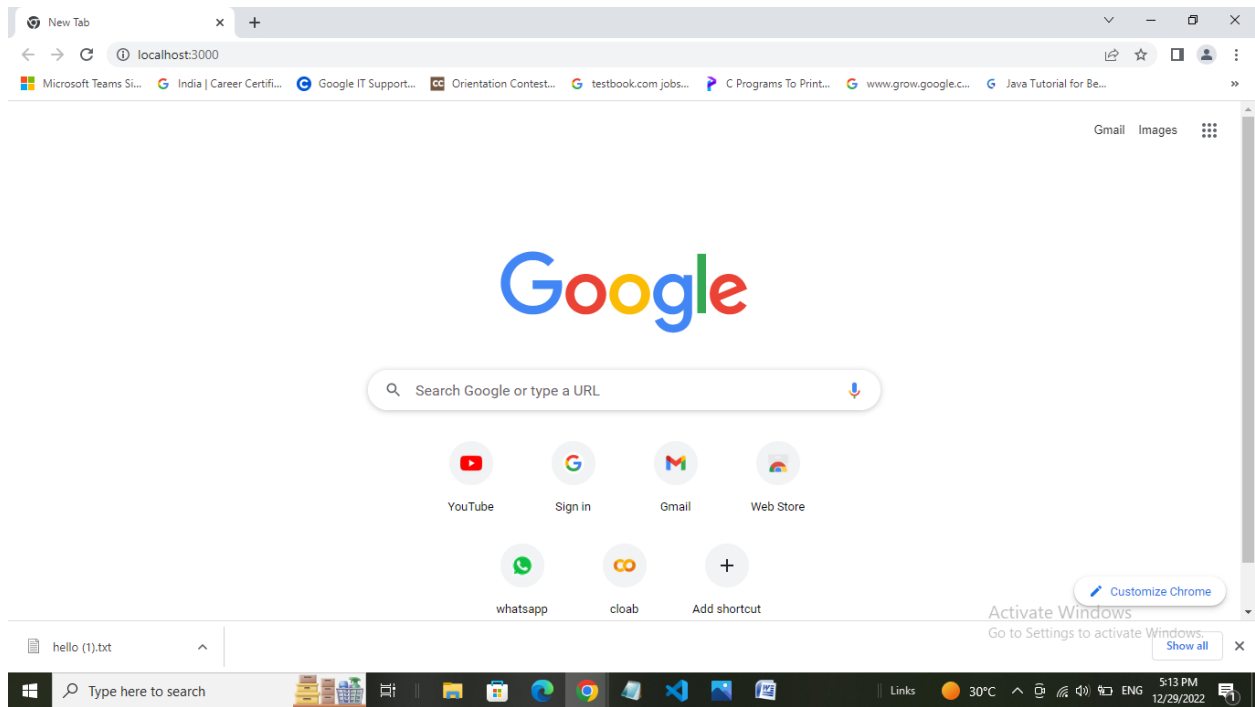 New Tab
localhost:3000
Microsoft Teams Si... India | Career Certifi... Google IT Support... Orientation Contest... testbook.com jobs... C Programs To Print... www.grow.google.c... Java Tutorial for Be... »
Gmail Images
Google
Search Google or type a URL
YouTube Sign in Gmail Web Store
whatsapp cloab Add shortcut
Customize Chrome
Activate Windows
Go to Settings to activate Windows.
hello (1).txt
Show all
Type here to search
Links 30°C ENG 5:13 PM
12/29/2022
1